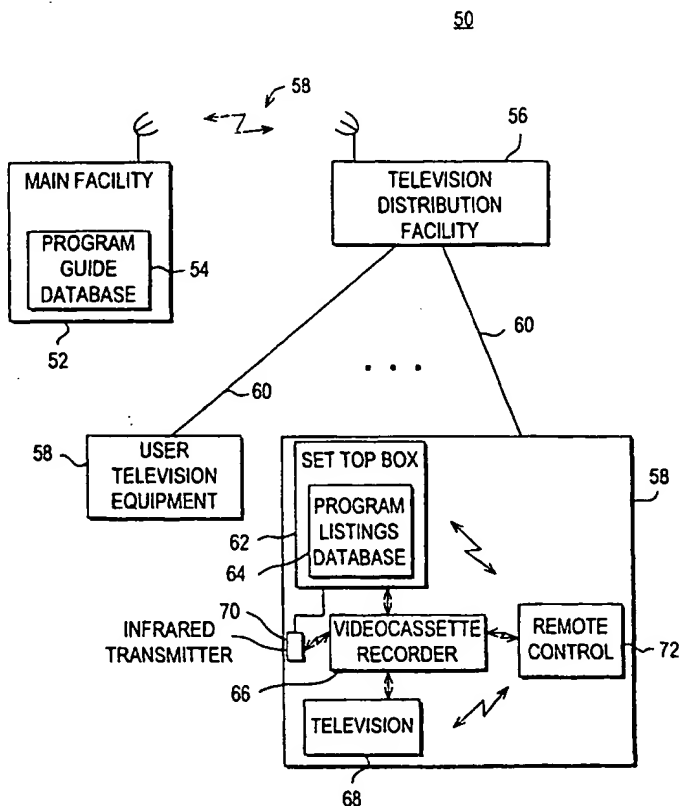 50
58
56
MAIN FACILITY
PROGRAM
GUIDE
DATABASE
54
52
TELEVISION
DISTRIBUTION
FACILITY
60
60
58
USER
TELEVISION
EQUIPMENT
SET TOP BOX
58
PROGRAM
LISTINGS
DATABASE
62
64
70
INFRARED
TRANSMITTER
VIDEOCASSETTE
RECORDER
66
REMOTE
CONTROL
72
TELEVISION
68